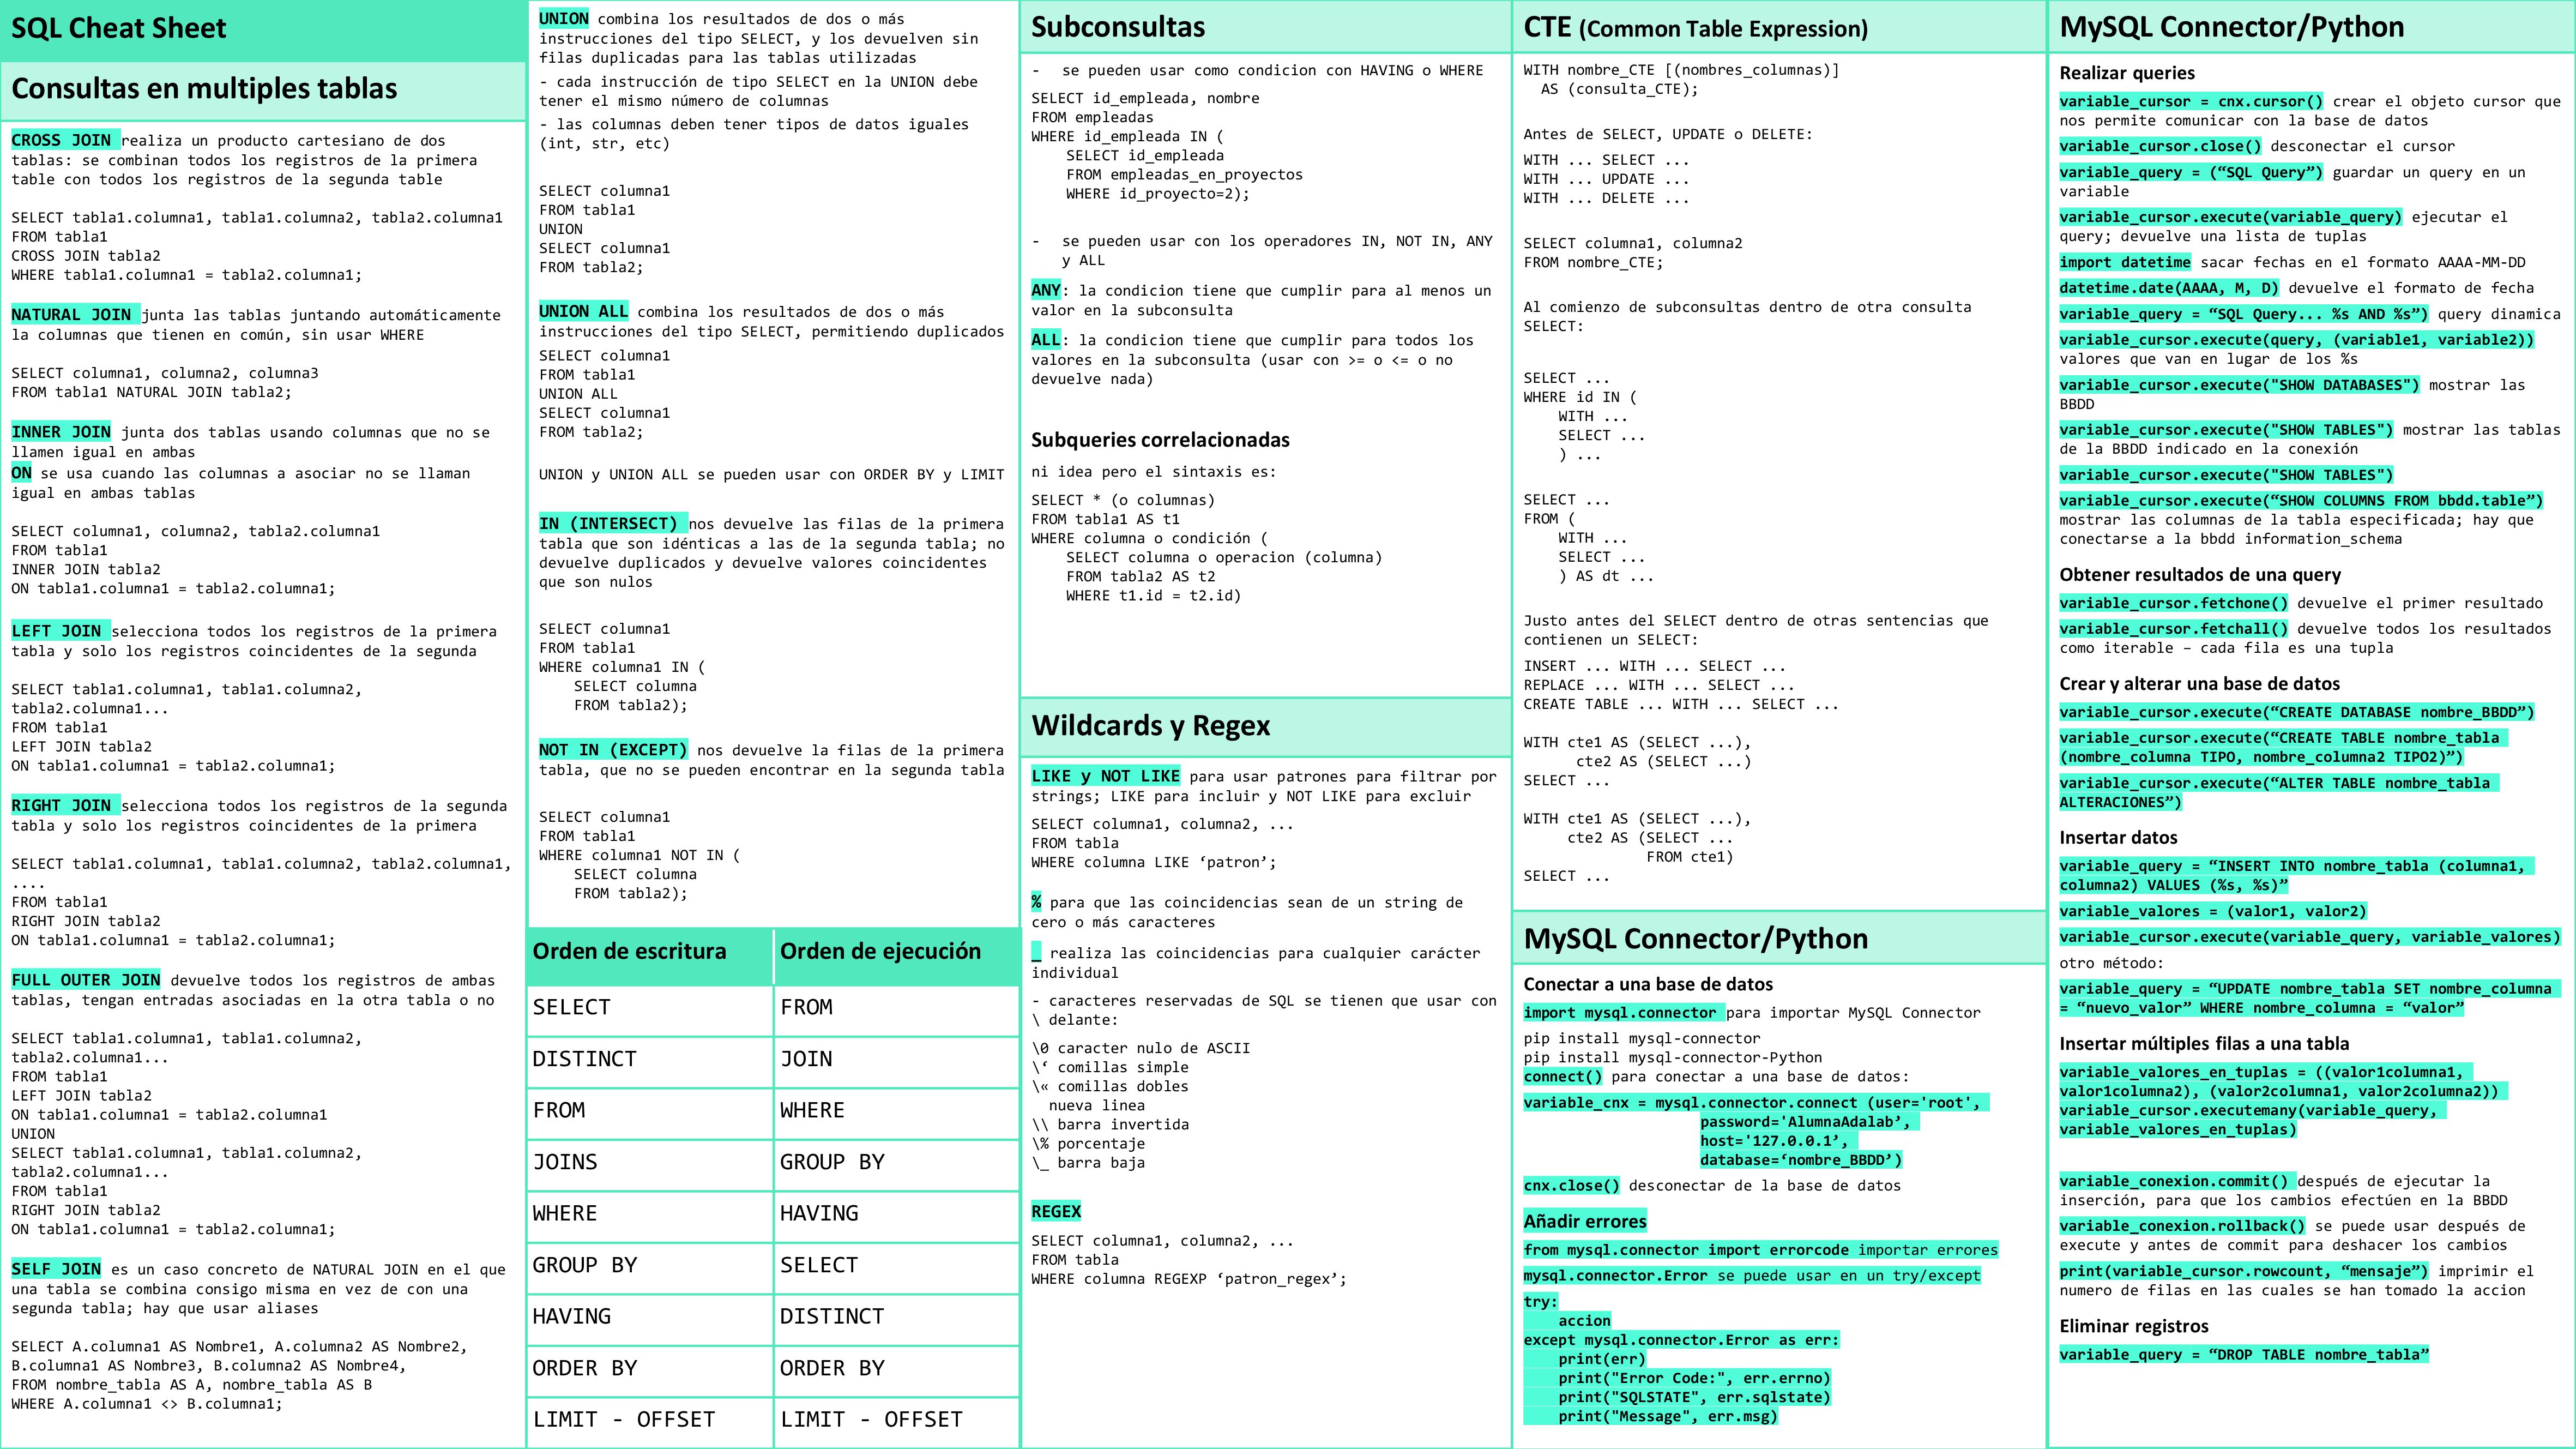 SQL Cheat Sheet
Consultas en multiples tablas
CROSS JOIN realiza un producto cartesiano de dos
tablas: se combinan todos los registros de la primera
table con todos los registros de la segunda table
SELECT tabla1.columna1, tabla1.columna2, tabla2.columna1
FROM tabla1
CROSS JOIN tabla2
WHERE tabla1.columna1 = tabla2.columna1;
NATURAL JOIN junta las tablas juntando automáticamente
la columnas que tienen en común, sin usar WHERE
SELECT columna1, columna2, columna3
FROM tabla1 NATURAL JOIN tabla2;
INNER JOIN junta dos tablas usando columnas que no se
llamen igual en ambas
ON se usa cuando las columnas a asociar no se llaman
igual en ambas tablas
SELECT columna1, columna2, tabla2.columna1
FROM tabla1
INNER JOIN tabla2
ON tabla1.columna1 = tabla2.columna1;
LEFT JOIN selecciona todos los registros de la primera
tabla y solo los registros coincidentes de la segunda
SELECT tabla1.columna1, tabla1.columna2,
tabla2.columna1...
FROM tabla1
LEFT JOIN tabla2
ON tabla1.columna1 = tabla2.columna1;
RIGHT JOIN selecciona todos los registros de la segunda
tabla y solo los registros coincidentes de la primera
SELECT tabla1.columna1, tabla1.columna2, tabla2.columna1,
....
FROM tabla1
RIGHT JOIN tabla2
ON tabla1.columna1 = tabla2.columna1;
FULL OUTER JOIN devuelve todos los registros de ambas
tablas, tengan entradas asociadas en la otra tabla o no
SELECT tabla1.columna1, tabla1.columna2,
tabla2.columna1...
FROM tabla1
LEFT JOIN tabla2
ON tabla1.columna1 = tabla2.columna1
UNION
SELECT tabla1.columna1, tabla1.columna2,
tabla2.columna1...
FROM tabla1
RIGHT JOIN tabla2
ON tabla1.columna1 = tabla2.columna1;
SELF JOIN es un caso concreto de NATURAL JOIN en el que
una tabla se combina consigo misma en vez de con una
segunda tabla; hay que usar aliases
SELECT A.columna1 AS Nombre1, A.columna2 AS Nombre2,
B.columna1 AS Nombre3, B.columna2 AS Nombre4,
FROM nombre_tabla AS A, nombre_tabla AS B
WHERE A.columna1 <> B.columna1;
UNION combina los resultados de dos o más
instrucciones del tipo SELECT, y los devuelven sin
filas duplicadas para las tablas utilizadas
- cada instrucción de tipo SELECT en la UNION debe
tener el mismo número de columnas
- las columnas deben tener tipos de datos iguales
(int, str, etc)
SELECT columna1
FROM tabla1
UNION
SELECT columna1
FROM tabla2;
UNION ALL combina los resultados de dos o más
instrucciones del tipo SELECT, permitiendo duplicados
SELECT columna1
FROM tabla1
UNION ALL
SELECT columna1
FROM tabla2;
UNION y UNION ALL se pueden usar con ORDER BY y LIMIT
IN (INTERSECT) nos devuelve las filas de la primera
tabla que son idénticas a las de la segunda tabla; no
devuelve duplicados y devuelve valores coincidentes
que son nulos
SELECT columna1
FROM tabla1
WHERE columna1 IN (
SELECT columna
FROM tabla2);
NOT IN (EXCEPT) nos devuelve la filas de la primera
tabla, que no se pueden encontrar en la segunda tabla
SELECT columna1
FROM tabla1
WHERE columna1 NOT IN (
SELECT columna
FROM tabla2);
Orden de escritura Orden de ejecución
SELECT FROM
DISTINCT JOIN
FROM WHERE
JOINS GROUP BY
WHERE HAVING
GROUP BY SELECT
HAVING DISTINCT
ORDER BY ORDER BY
LIMIT - OFFSET LIMIT - OFFSET
Subconsultas
- se pueden usar como condicion con HAVING o WHERE
SELECT id_empleada, nombre
FROM empleadas
WHERE id_empleada IN (
SELECT id_empleada
FROM empleadas_en_proyectos
WHERE id_proyecto=2);
- se pueden usar con los operadores IN, NOT IN, ANY
y ALL
ANY: la condicion tiene que cumplir para al menos un
valor en la subconsulta
ALL: la condicion tiene que cumplir para todos los
valores en la subconsulta (usar con >= o <= o no
devuelve nada)
Subqueries correlacionadas
ni idea pero el sintaxis es:
SELECT * (o columnas)
FROM tabla1 AS t1
WHERE columna o condición (
SELECT columna o operacion (columna)
FROM tabla2 AS t2
WHERE t1.id = t2.id)
Wildcards y Regex
LIKE y NOT LIKE para usar patrones para filtrar por
strings; LIKE para incluir y NOT LIKE para excluir
SELECT columna1, columna2, ...
FROM tabla
WHERE columna LIKE ‘patron’;
% para que las coincidencias sean de un string de
cero o más caracteres
_ realiza las coincidencias para cualquier carácter
individual
- caracteres reservadas de SQL se tienen que usar con
\ delante:
\0 caracter nulo de ASCII
\‘ comillas simple
\« comillas dobles
nueva linea
\\ barra invertida
\% porcentaje
\_ barra baja
REGEX
SELECT columna1, columna2, ...
FROM tabla
WHERE columna REGEXP ‘patron_regex’;
CTE (Common Table Expression)
WITH nombre_CTE [(nombres_columnas)]
AS (consulta_CTE);
Antes de SELECT, UPDATE o DELETE:
WITH ... SELECT ...
WITH ... UPDATE ...
WITH ... DELETE ...
SELECT columna1, columna2
FROM nombre_CTE;
Al comienzo de subconsultas dentro de otra consulta
SELECT:
SELECT ...
WHERE id IN (
WITH ...
SELECT ...
) ...
SELECT ...
FROM (
WITH ...
SELECT ...
) AS dt ...
Justo antes del SELECT dentro de otras sentencias que
contienen un SELECT:
INSERT ... WITH ... SELECT ...
REPLACE ... WITH ... SELECT ...
CREATE TABLE ... WITH ... SELECT ...
WITH cte1 AS (SELECT ...),
cte2 AS (SELECT ...)
SELECT ...
WITH cte1 AS (SELECT ...),
cte2 AS (SELECT ...
FROM cte1)
SELECT ...
MySQL Connector/Python
Conectar a una base de datos
import mysql.connector para importar MySQL Connector
pip install mysql-connector
pip install mysql-connector-Python
connect() para conectar a una base de datos:
variable_cnx = mysql.connector.connect (user='root',
password='AlumnaAdalab’,
host='127.0.0.1’,
database=‘nombre_BBDD’)
cnx.close() desconectar de la base de datos
Añadir errores
from mysql.connector import errorcode importar errores
mysql.connector.Error se puede usar en un try/except
try:
accion
except mysql.connector.Error as err:
print(err)
print("Error Code:", err.errno)
print("SQLSTATE", err.sqlstate)
print("Message", err.msg)
MySQL Connector/Python
Realizar queries
variable_cursor = cnx.cursor() crear el objeto cursor que
nos permite comunicar con la base de datos
variable_cursor.close() desconectar el cursor
variable_query = (“SQL Query”) guardar un query en un
variable
variable_cursor.execute(variable_query) ejecutar el
query; devuelve una lista de tuplas
import datetime sacar fechas en el formato AAAA-MM-DD
datetime.date(AAAA, M, D) devuelve el formato de fecha
variable_query = “SQL Query... %s AND %s”) query dinamica
variable_cursor.execute(query, (variable1, variable2))
valores que van en lugar de los %s
variable_cursor.execute("SHOW DATABASES") mostrar las
BBDD
variable_cursor.execute("SHOW TABLES") mostrar las tablas
de la BBDD indicado en la conexión
variable_cursor.execute("SHOW TABLES")
variable_cursor.execute(“SHOW COLUMNS FROM bbdd.table”)
mostrar las columnas de la tabla especificada; hay que
conectarse a la bbdd information_schema
Obtener resultados de una query
variable_cursor.fetchone() devuelve el primer resultado
variable_cursor.fetchall() devuelve todos los resultados
como iterable – cada fila es una tupla
Crear y alterar una base de datos
variable_cursor.execute(“CREATE DATABASE nombre_BBDD”)
variable_cursor.execute(“CREATE TABLE nombre_tabla
(nombre_columna TIPO, nombre_columna2 TIPO2)”)
variable_cursor.execute(“ALTER TABLE nombre_tabla
ALTERACIONES”)
Insertar datos
variable_query = “INSERT INTO nombre_tabla (columna1,
columna2) VALUES (%s, %s)”
variable_valores = (valor1, valor2)
variable_cursor.execute(variable_query, variable_valores)
otro método:
variable_query = “UPDATE nombre_tabla SET nombre_columna
= “nuevo_valor” WHERE nombre_columna = “valor”
Insertar múltiples filas a una tabla
variable_valores_en_tuplas = ((valor1columna1,
valor1columna2), (valor2columna1, valor2columna2))
variable_cursor.executemany(variable_query,
variable_valores_en_tuplas)
variable_conexion.commit() después de ejecutar la
inserción, para que los cambios efectúen en la BBDD
variable_conexion.rollback() se puede usar después de
execute y antes de commit para deshacer los cambios
print(variable_cursor.rowcount, “mensaje”) imprimir el
numero de filas en las cuales se han tomado la accion
Eliminar registros
variable_query = “DROP TABLE nombre_tabla”